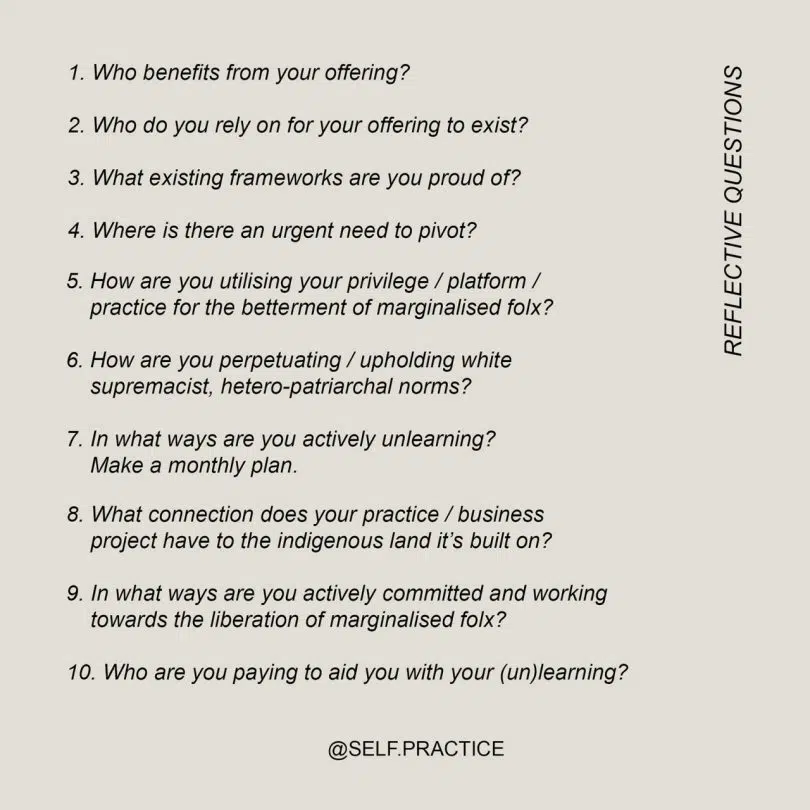 1. Who benefits from your offering?
2. Who do you rely on for your offering to exist?
3. What existing frameworks are you proud of?
4. Where is there an urgent need to pivot?
5. How are you utilising your privilege / platform /
practice for the betterment of marginalised folx?
6. How are you perpetuating / upholding white
supremacist, hetero-patriarchal norms?
7. In what ways are you actively unlearning?
Make a monthly plan.
8. What connection does your practice / business
project have to the indigenous land it’s built on?
9. In what ways are you actively committed and working
towards the liberation of marginalised folx?
10. Who are you paying to aid you with your (un)learning?
REFLECTIVE QUESTIONS
@SELF.PRACTICE